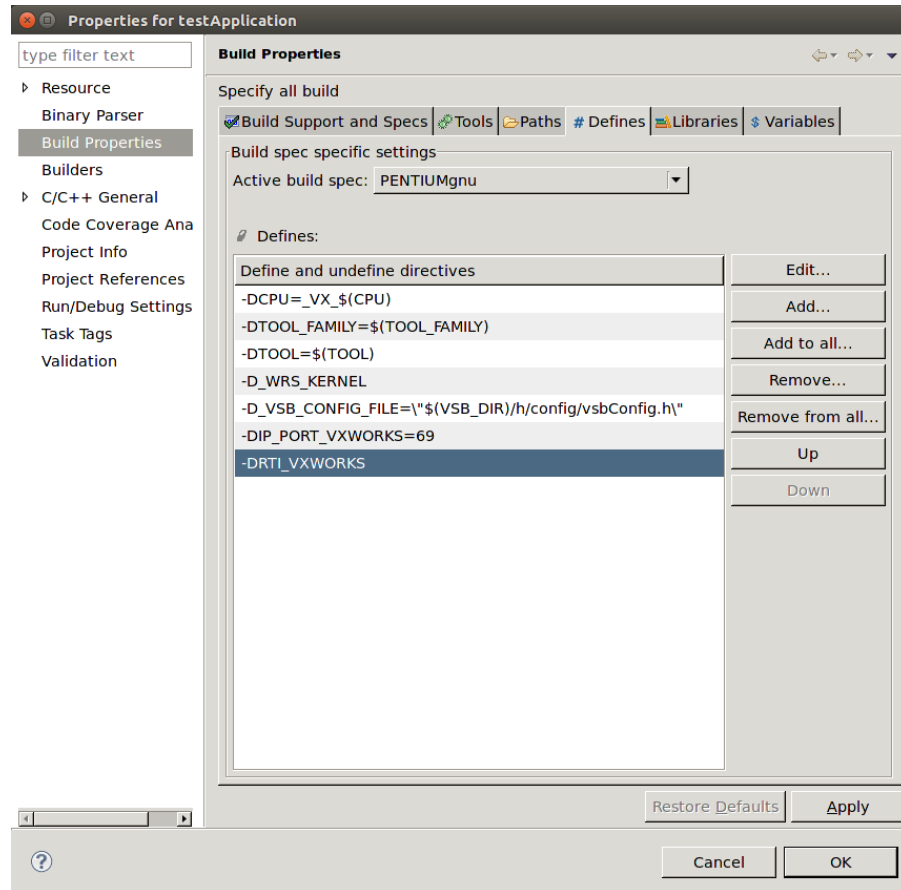 Properties for testApplication
type filter text
Build Properties
Specify all build
Resource
Binary Parser
Build Properties
Builders
C/C++ General
Code Coverage Ana
Project Info
Project References
Run/Debug Settings
Task Tags
Validation
Build Support and Specs Tools Paths # Defines Libraries $ Variables
Build spec specific settings
Active build spec: PENTIUMgnu
Defines:
Define and undefine directives
-DCPU=_VX_$(CPU)
-DTOOL_FAMILY=$(TOOL_FAMILY)
-DTOOL=$(TOOL)
-D_WRS_KERNEL
-D_VSB_CONFIG_FILE=\"$(VSB_DIR)/h/config/vsbConfig.h\"
-DIP_PORT_VXWORKS=69
-DRTI_VXWORKS
Edit...
Add...
Add to all...
Remove...
Remove from all...
Up
Down
Restore Defaults Apply
? Cancel OK